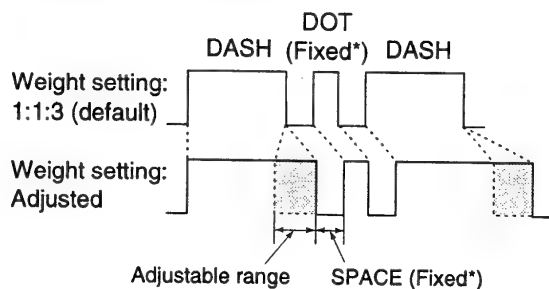 DOT
DASH (Fixed*) DASH
Weight setting:
1:1:3 (default)
Weight setting:
Adjusted
Adjustable range SPACE (Fixed*)